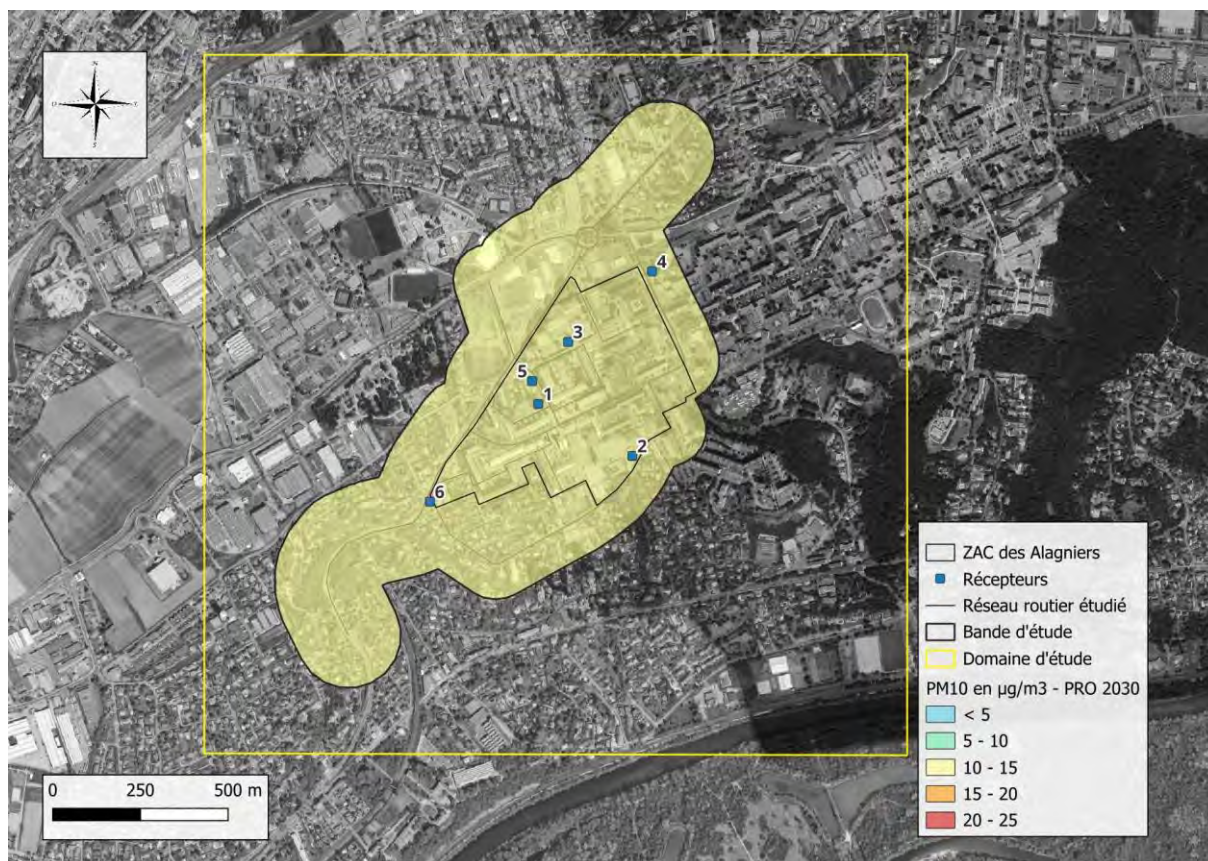 N
O
E
S
4
3
5
1
2
6
ZAC des Alagniers
Récepteurs
Réseau routier étudié
Bande d'étude
Domaine d'étude
PM10 en µg/m3 - PRO 2030
< 5
5 - 10
10 - 15
15 - 20
20 - 25
0 250 500 m